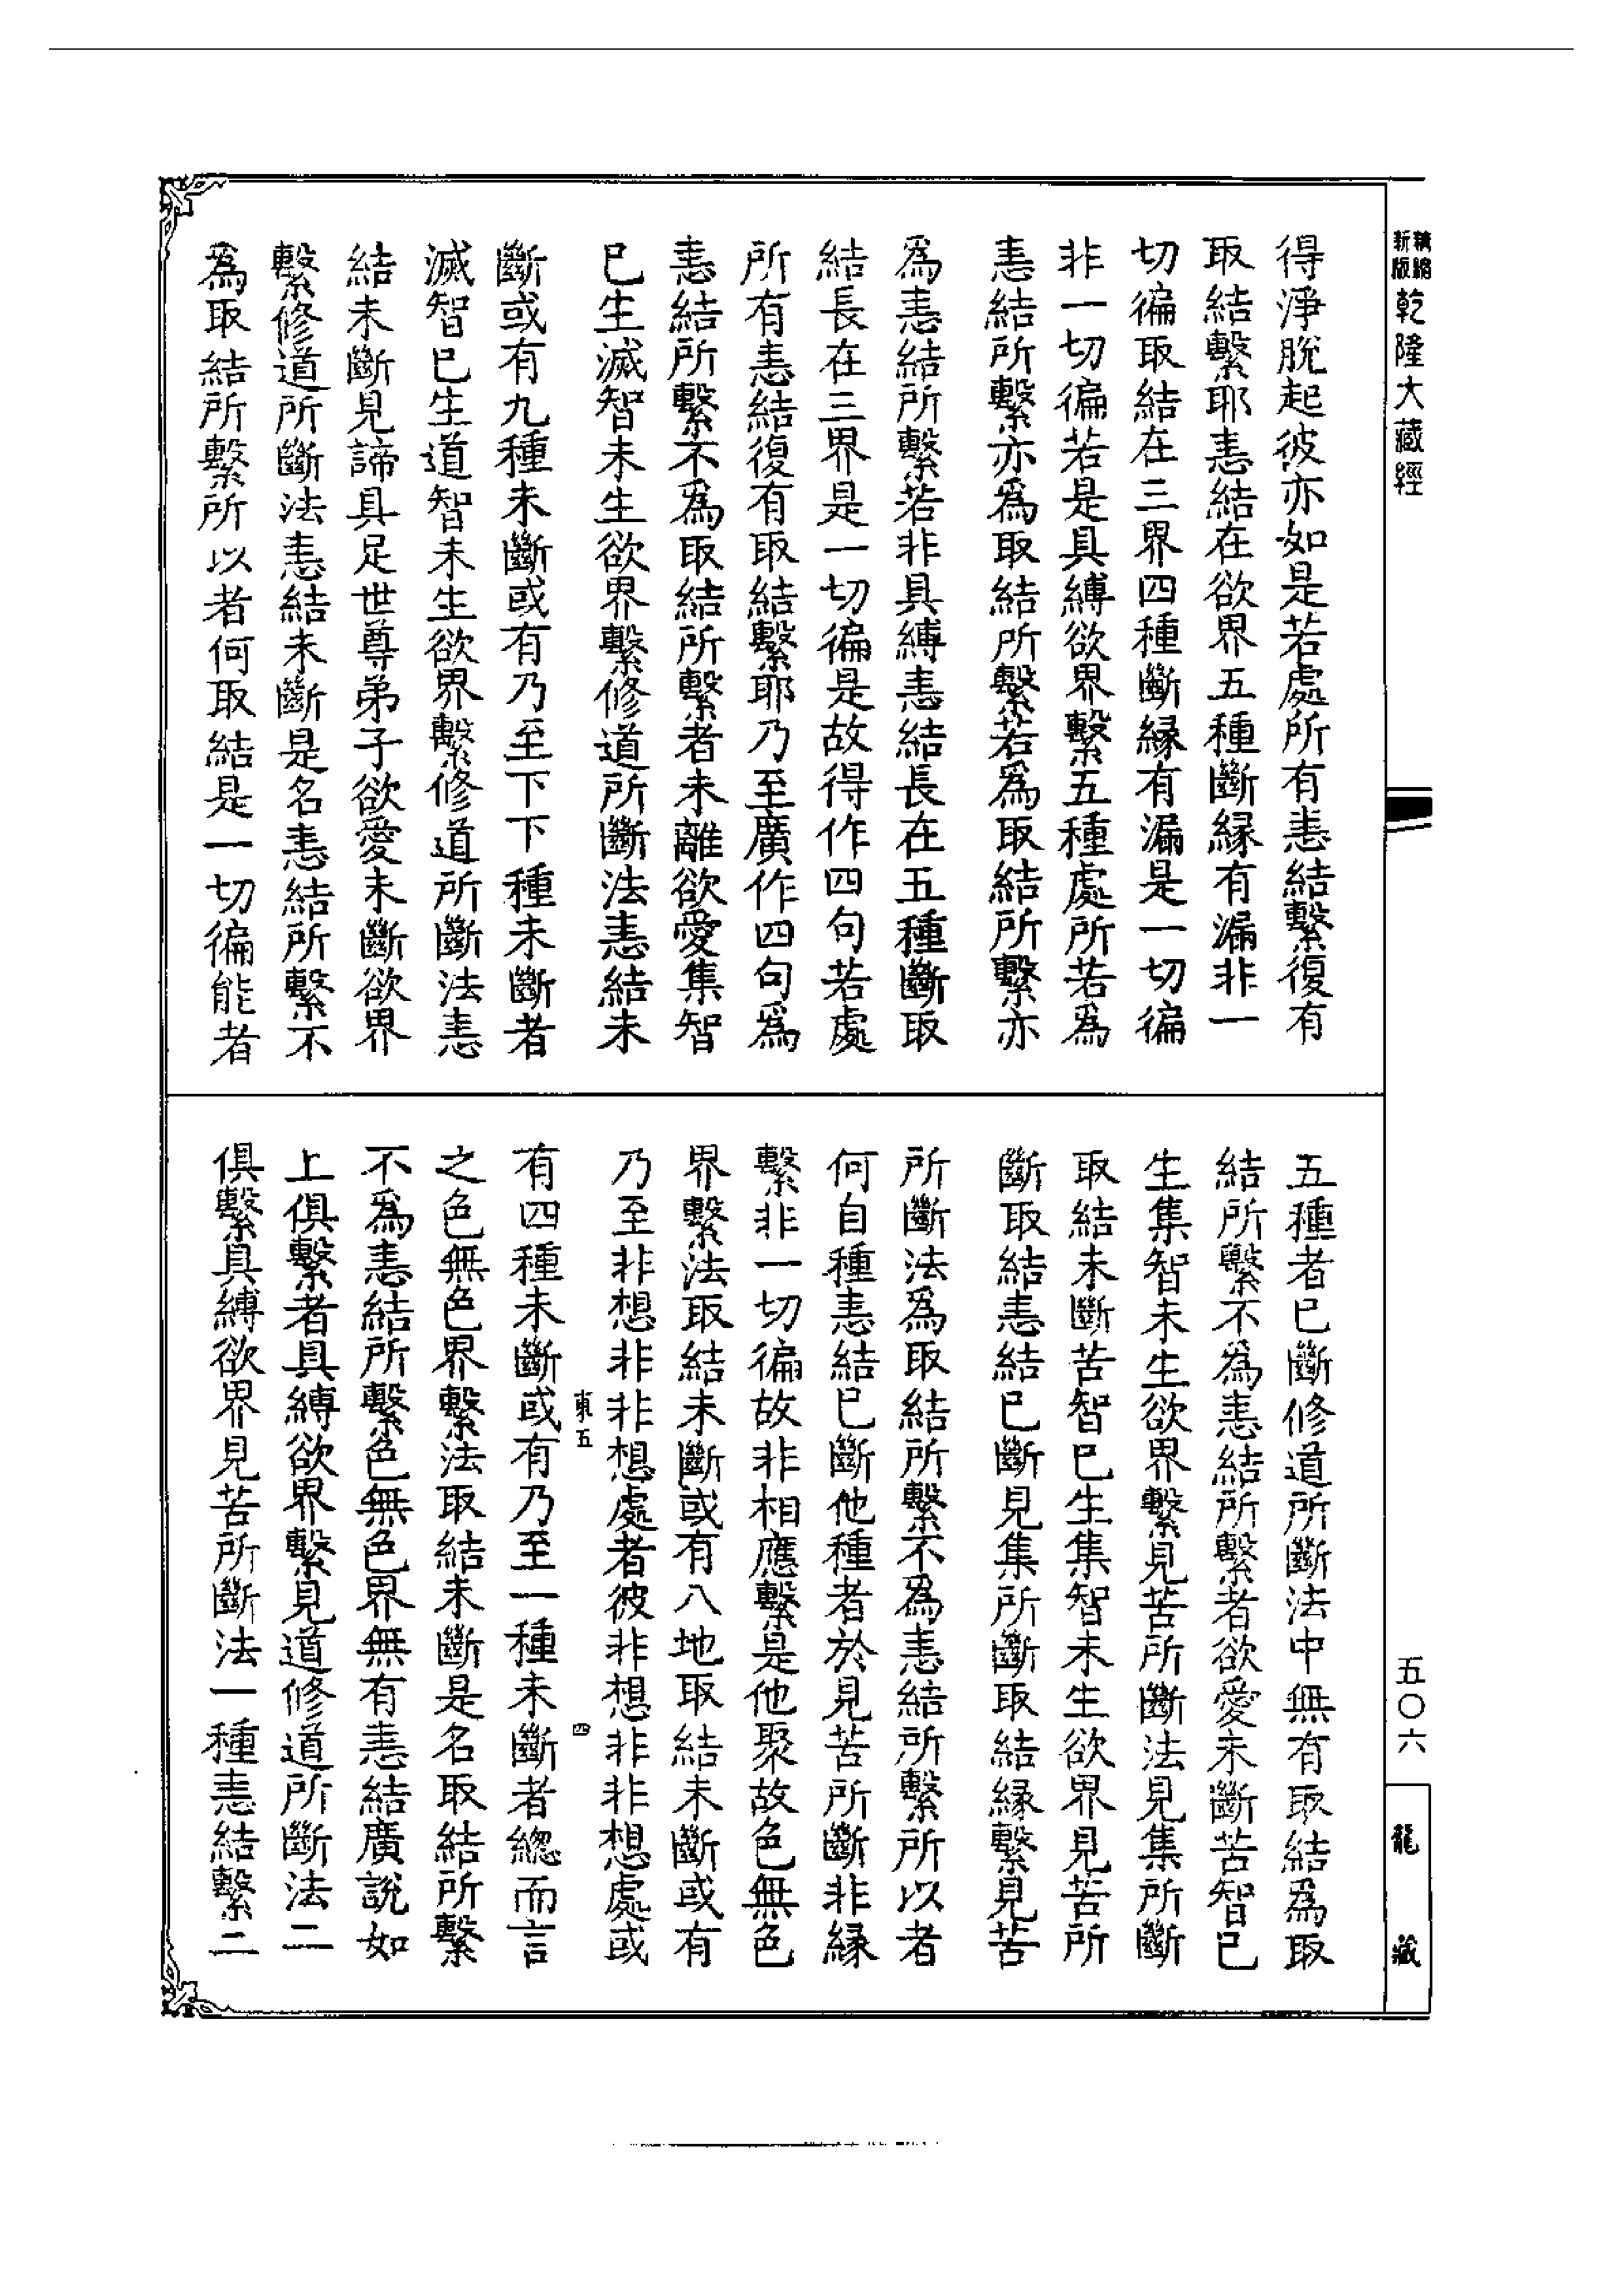 新版精縮乾隆大藏經
得淨脫起彼亦如是若處所有恚結繫復有
取結繫耶恚結在欲界五種斷緣有漏非一
切徧取結在三界四種斷緣有漏是一切徧
非一切徧若是具縛欲界繫五種處所若為
恚結所繫亦為取結所繫若為取結所繫亦
為恚結所繫若非具縛恚結長在五種斷取
結長在三界是一切徧是故得作四句若處
所有恚結復有取結繫耶乃至廣作四句為
恚結所繫不為取結所繫者未離欲愛集智
已生滅智未生欲界繫修道所斷法恚結未
斷或有九種未斷或有乃至下下種未斷者
滅智已生道智未生欲界繫修道所斷法恚
結未斷見諦具足世尊弟子欲愛未斷欲界
繫修道所斷法恚結未斷是名恚結所繫不
為取結所繫所以者何取結是一切徧能者
五種者已斷修道所斷法中無有取結為取
結所繫不為恚結所繫者欲愛未斷苦智已
生集智未生欲界繫見苦所斷法見集所斷
取結未斷苦智已生集智未生欲界見苦所
斷取結恚結已斷見集所斷取結緣繫見苦
所斷法為取結所繫不為恚結所繫所以者
何自種恚結已斷他種者於見苦所斷非緣
繫非一切徧故非相應繫是他聚故色無色
界繫法取結未斷或有八地取結未斷或有
乃至非想非非想處者彼非想非非想處或
東五 四
有四種未斷或有乃至一種未斷者總而言
之色無色界繫法取結未斷是名取結所繫
不為恚結所繫色無色界無有恚結廣說如
上俱繫者具縛欲界繫見道修道所斷法二
俱繫具縛欲界見苦所斷法一種恚結繫二
五〇六
龍藏